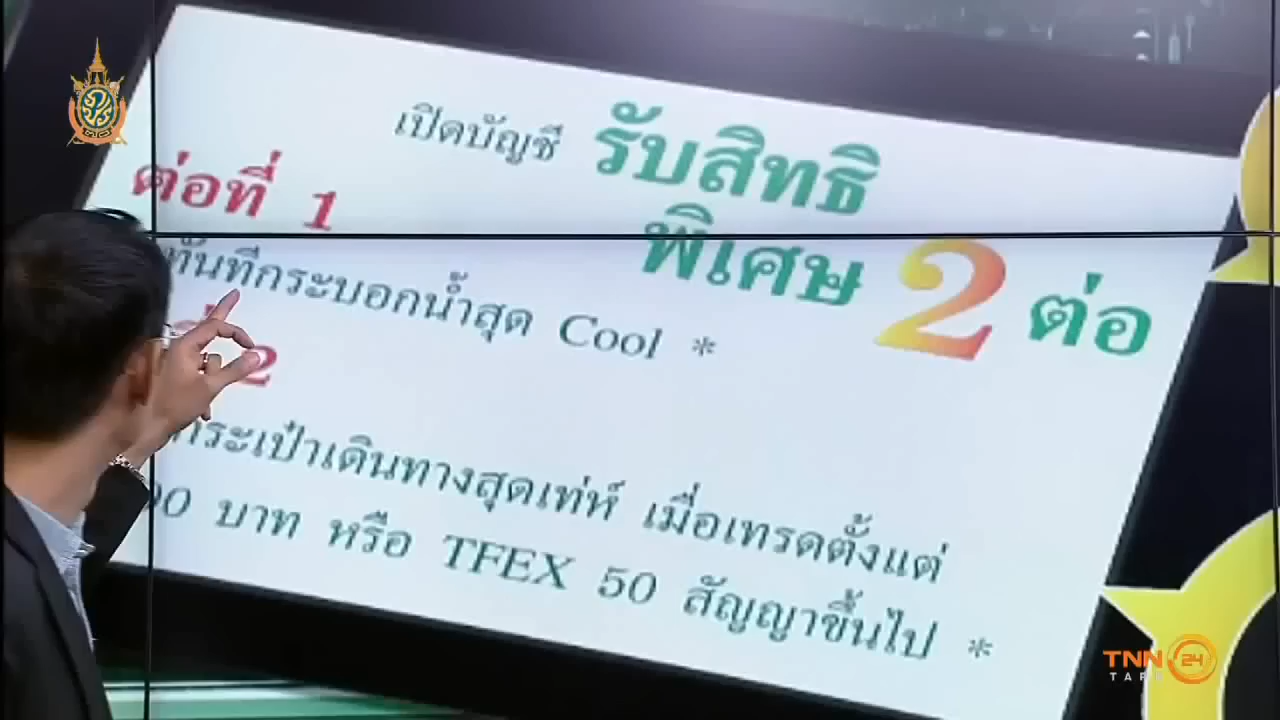 เปิดบัญชี รับสิทธิ
พิเศษ 2 ต่อ
ต่อที่ 1
ทันทีกระบอกน้ำสุด Cool *
2
กระเป๋าเดินทางสุดเท่ห์ เมื่อเทรดตั้งแต่
บาท หรือ TFEX 50 สัญญาขึ้นไป *
TNN 24